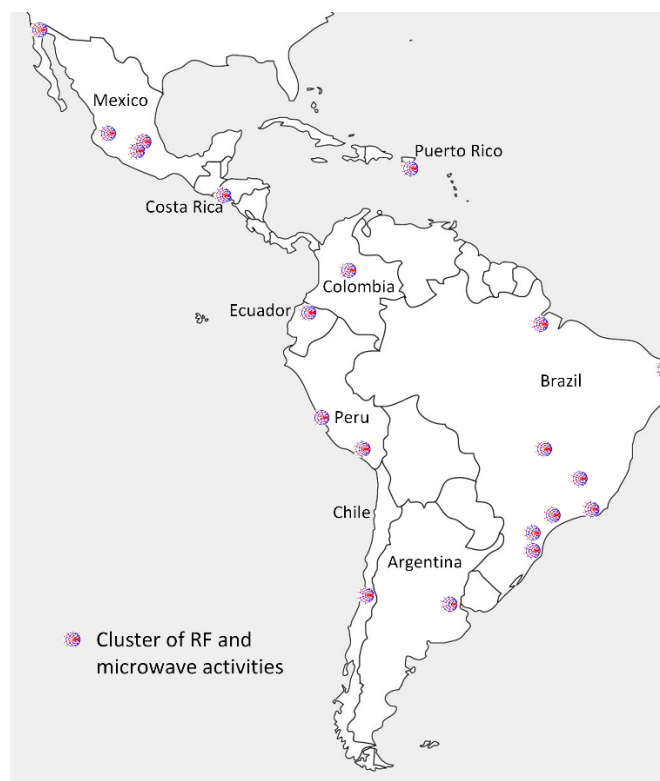 Mexico
Puerto Rico
Costa Rica
Colombia
Ecuador
Brazil
Peru
Chile
Argentina
Cluster of RF and
microwave activities